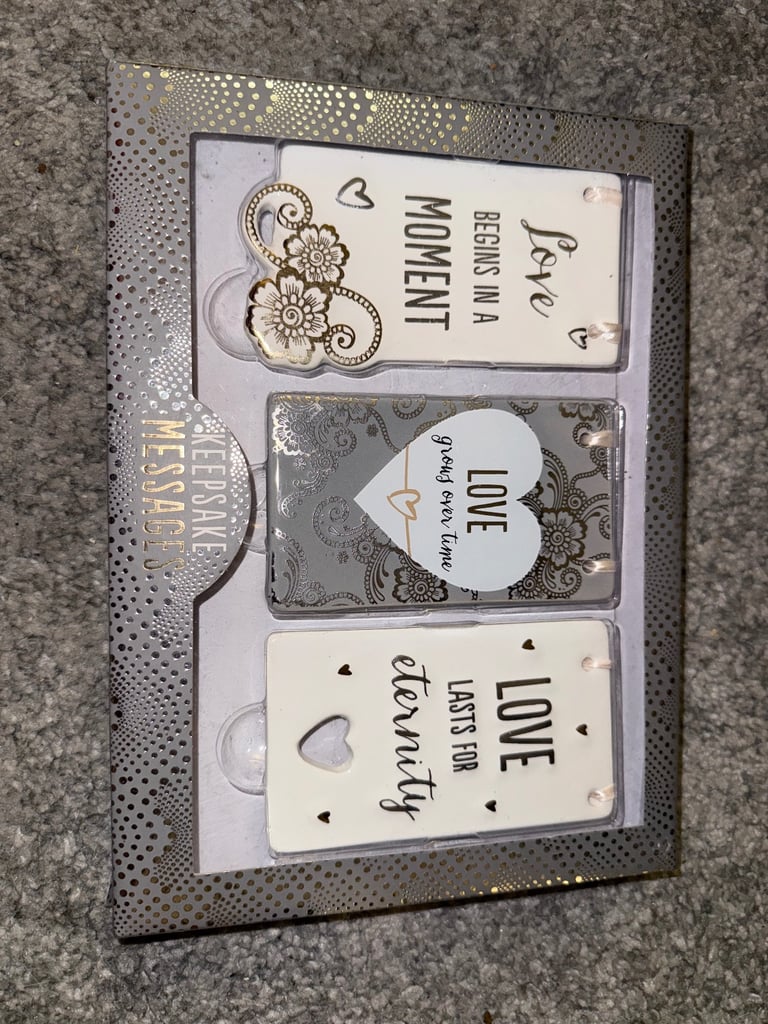 Love
BEGINS IN A
MOMENT
LOVE
grows over time
LOVE
LASTS FOR
eternity
KEEPSAKE
MESSAGES